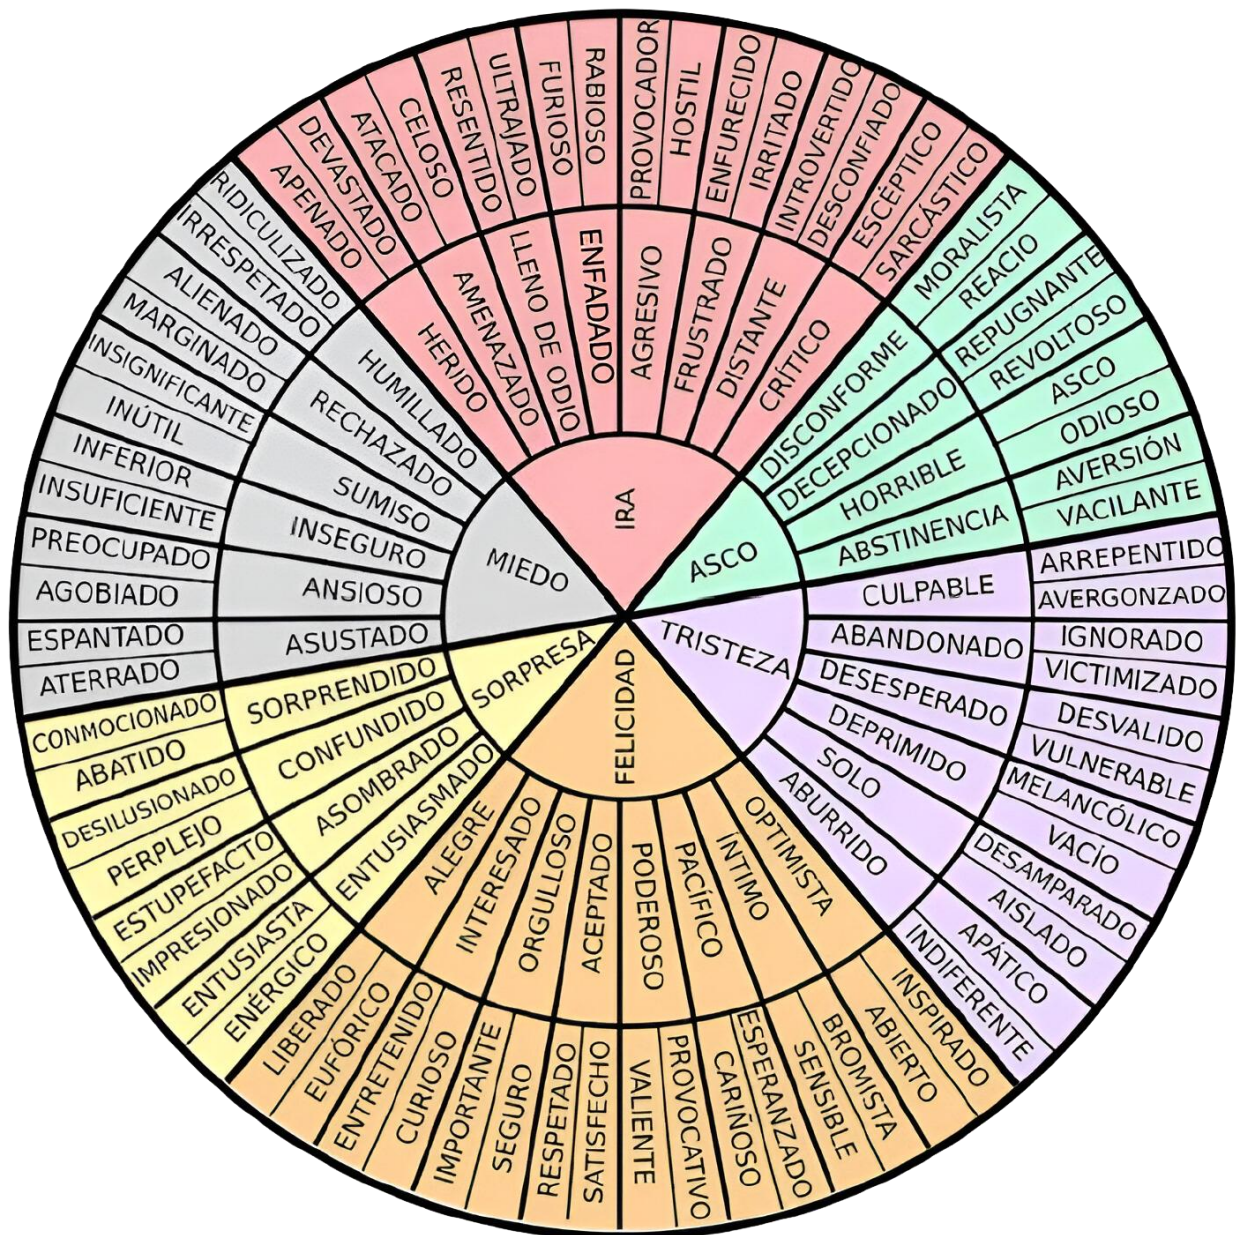 IRA
ASCO
TRISTEZA
FELICIDAD
SORPRESA
MIEDO
HERIDO
AMENAZADO
LLENO DE ODIO
ENFADADO
AGRESIVO
FRUSTRADO
DISTANTE
CRÍTICO
DISCONFORME
DECEPCIONADO
HORRIBLE
ABSTINENCIA
CULPABLE
ABANDONADO
DESESPERADO
DEPRIMIDO
SOLO
ABURRIDO
OPTIMISTA
ÍNTIMO
PACÍFICO
PODEROSO
ACEPTADO
ORGULLOSO
INTERESADO
ALEGRE
ENTUSIASMADO
ASOMBRADO
CONFUNDIDO
SORPRENDIDO
ASUSTADO
ANSIOSO
INSEGURO
SUMISO
RECHAZADO
HUMILLADO
APENADO
DEVASTADO
ATACADO
CELOSO
RESENTIDO
ULTRAJADO
FURIOSO
RABIOSO
PROVOCADOR
HOSTIL
ENFURECIDO
IRRITADO
INTROVERTIDO
DESCONFIADO
ESCÉPTICO
SARCÁSTICO
MORALISTA
REACIO
REPUGNANTE
REVOLTOSO
ASCO
ODIOSO
AVERSIÓN
VACILANTE
ARREPENTIDO
AVERGONZADO
IGNORADO
VICTIMIZADO
DESVALIDO
VULNERABLE
MELANCÓLICO
VACÍO
DESAMPARADO
AISLADO
APÁTICO
INDIFERENTE
INSPIRADO
ABIERTO
BROMISTA
SENSIBLE
ESPERANZADO
CARIÑOSO
PROVOCATIVO
VALIENTE
SATISFECHO
RESPETADO
SEGURO
IMPORTANTE
CURIOSO
ENTRETENIDO
EUFÓRICO
LIBERADO
ENÉRGICO
ENTUSIASTA
IMPRESIONADO
ESTUPEFACTO
PERPLEJO
DESILUSIONADO
ABATIDO
CONMOCIONADO
ATERRADO
ESPANTADO
AGOBIADO
PREOCUPADO
INSUFICIENTE
INFERIOR
INÚTIL
INSIGNIFICANTE
MARGINADO
ALIENADO
IRRESPETADO
RIDICULIZADO